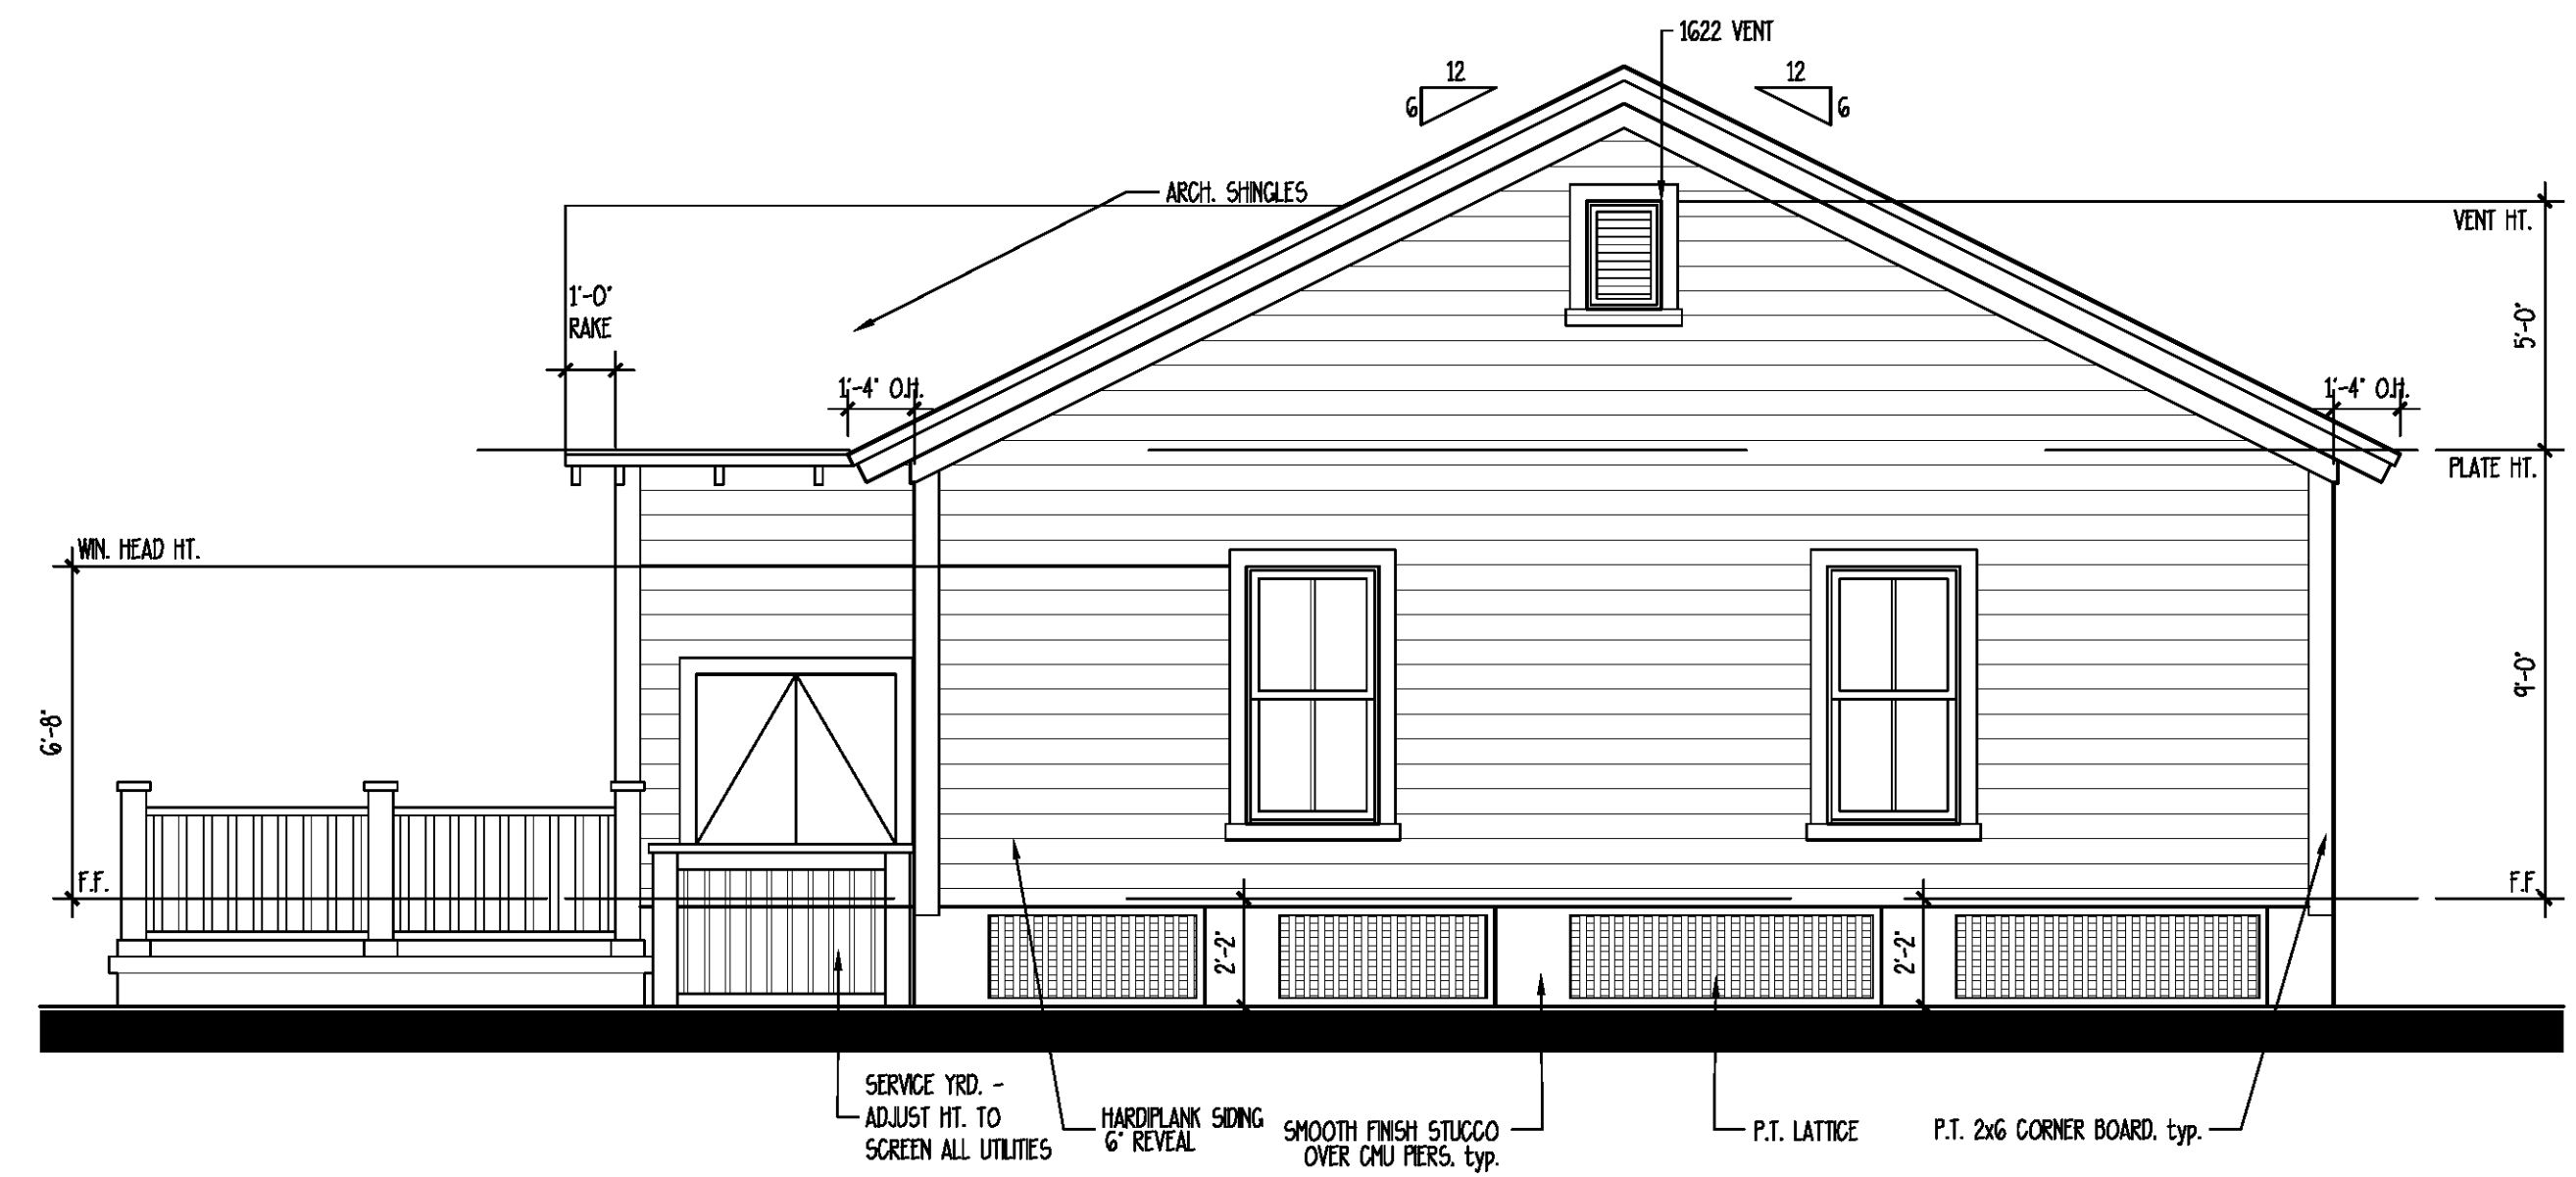 1622 VENT
12
6
12
6
ARCH. SHINGLES
VENT HT.
1'-0"
RAKE
5'-0"
1'-4" O.H.
1'-4" O.H.
PLATE HT.
WIN. HEAD HT.
6'-8"
9'-0"
F.F.
F.F.
2'-2"
2'-2"
SERVICE YRD. -
ADJUST HT. TO
SCREEN ALL UTILITIES
HARDIPLANK SIDING
6" REVEAL
SMOOTH FINISH STUCCO
OVER CMU PIERS, typ.
P.T. LATTICE
P.T. 2x6 CORNER BOARD, typ.